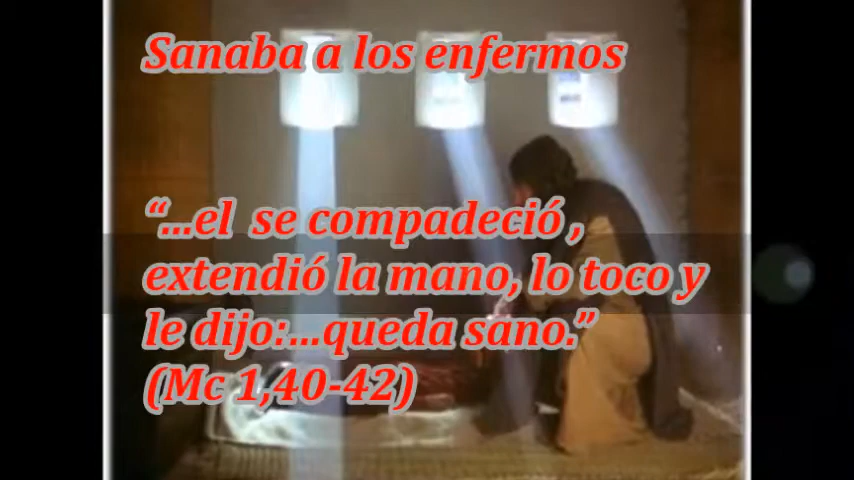 Sanaba a los enfermos
“...el se compadeció ,
extendió la mano, lo toco y
le dijo:...queda sano.”
(Mc 1,40-42)